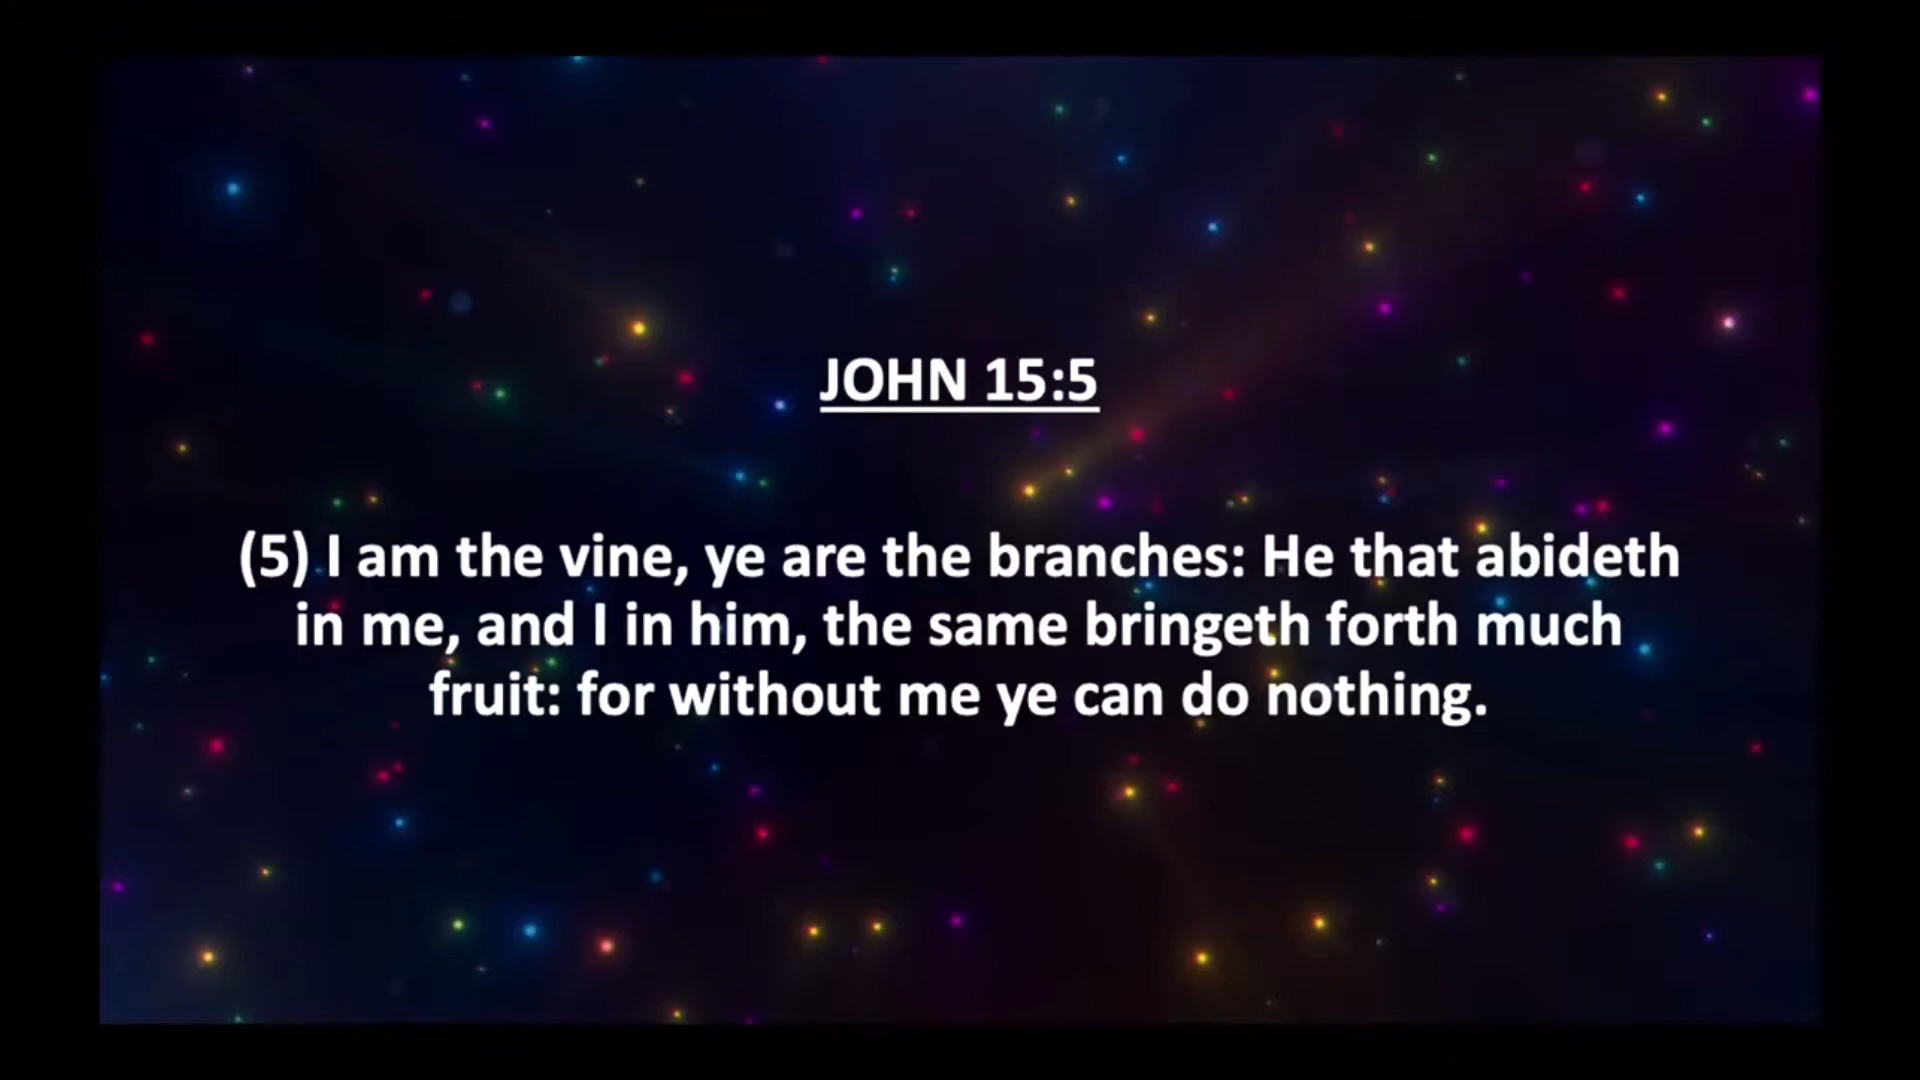 JOHN 15:5
(5) I am the vine, ye are the branches: He that abideth
in me, and I in him, the same bringeth forth much
fruit: for without me ye can do nothing.